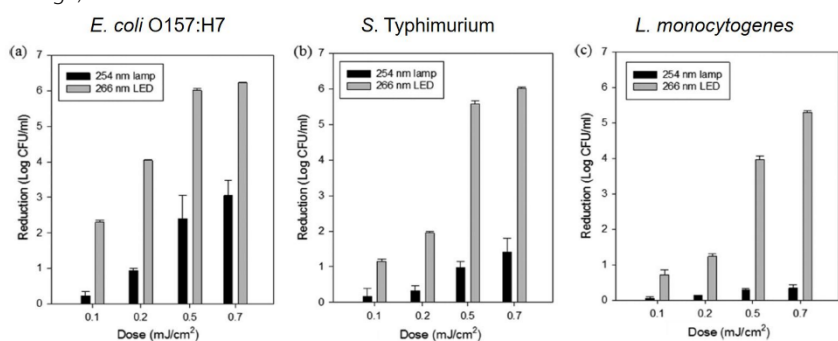 E. coli O157:H7
S. Typhimurium
L. monocytogenes
(a)
7
6
5
4
3
2
1
0
Reduction (Log CFU/ml)
254 nm lamp
266 nm LED
0.1 0.2 0.5 0.7
Dose (mJ/cm²)
(b)
7
6
5
4
3
2
1
0
Reduction (Log CFU/ml)
254 nm lamp
266 nm LED
0.1 0.2 0.5 0.7
Dose (mJ/cm²)
(c)
7
6
5
4
3
2
1
0
Reduction (Log CFU/ml)
254 nm lamp
266 nm LED
0.1 0.2 0.5 0.7
Dose (mJ/cm²)